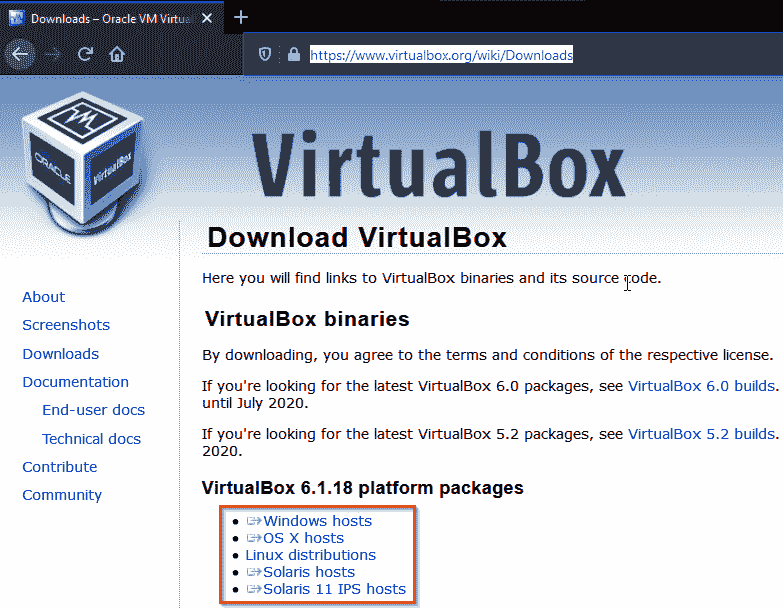 Downloads – Oracle VM Virtua
https://www.virtualbox.org/wiki/Downloads
ORACLE
VirtualBox
VirtualBox
Download VirtualBox
Here you will find links to VirtualBox binaries and its source code.
About
Screenshots
Downloads
Documentation
End-user docs
Technical docs
Contribute
Community
VirtualBox binaries
By downloading, you agree to the terms and conditions of the respective license.
If you're looking for the latest VirtualBox 6.0 packages, see VirtualBox 6.0 builds.
until July 2020.
If you're looking for the latest VirtualBox 5.2 packages, see VirtualBox 5.2 builds.
2020.
VirtualBox 6.1.18 platform packages
Windows hosts
OS X hosts
Linux distributions
Solaris hosts
Solaris 11 IPS hosts